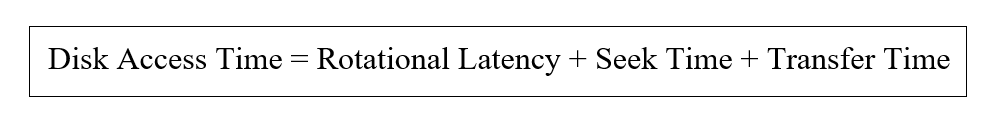 Disk Access Time = Rotational Latency + Seek Time + Transfer Time